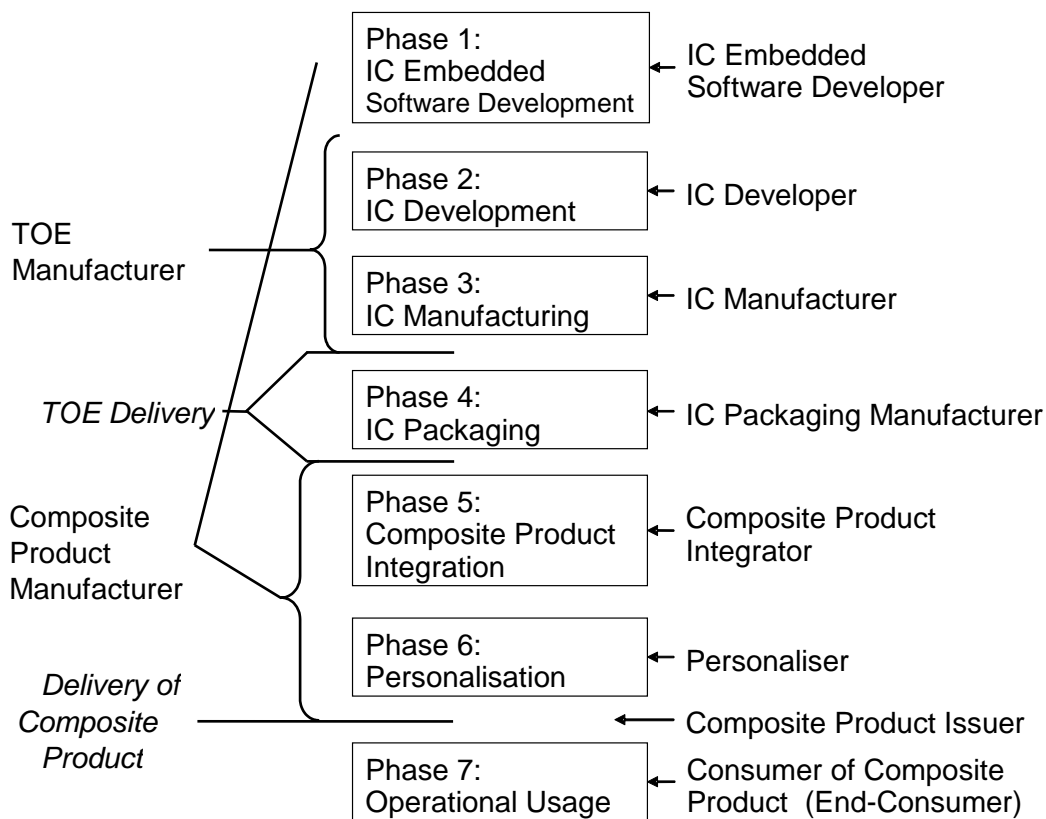 Phase 1:
IC Embedded
Software Development
IC Embedded
Software Developer
Phase 2:
IC Development
IC Developer
TOE
Manufacturer
Phase 3:
IC Manufacturing
IC Manufacturer
TOE Delivery
Phase 4:
IC Packaging
IC Packaging Manufacturer
Composite
Product
Manufacturer
Phase 5:
Composite Product
Integration
Composite Product
Integrator
Phase 6:
Personalisation
Personaliser
Delivery of
Composite
Product
Composite Product Issuer
Phase 7:
Operational Usage
Consumer of Composite
Product (End-Consumer)